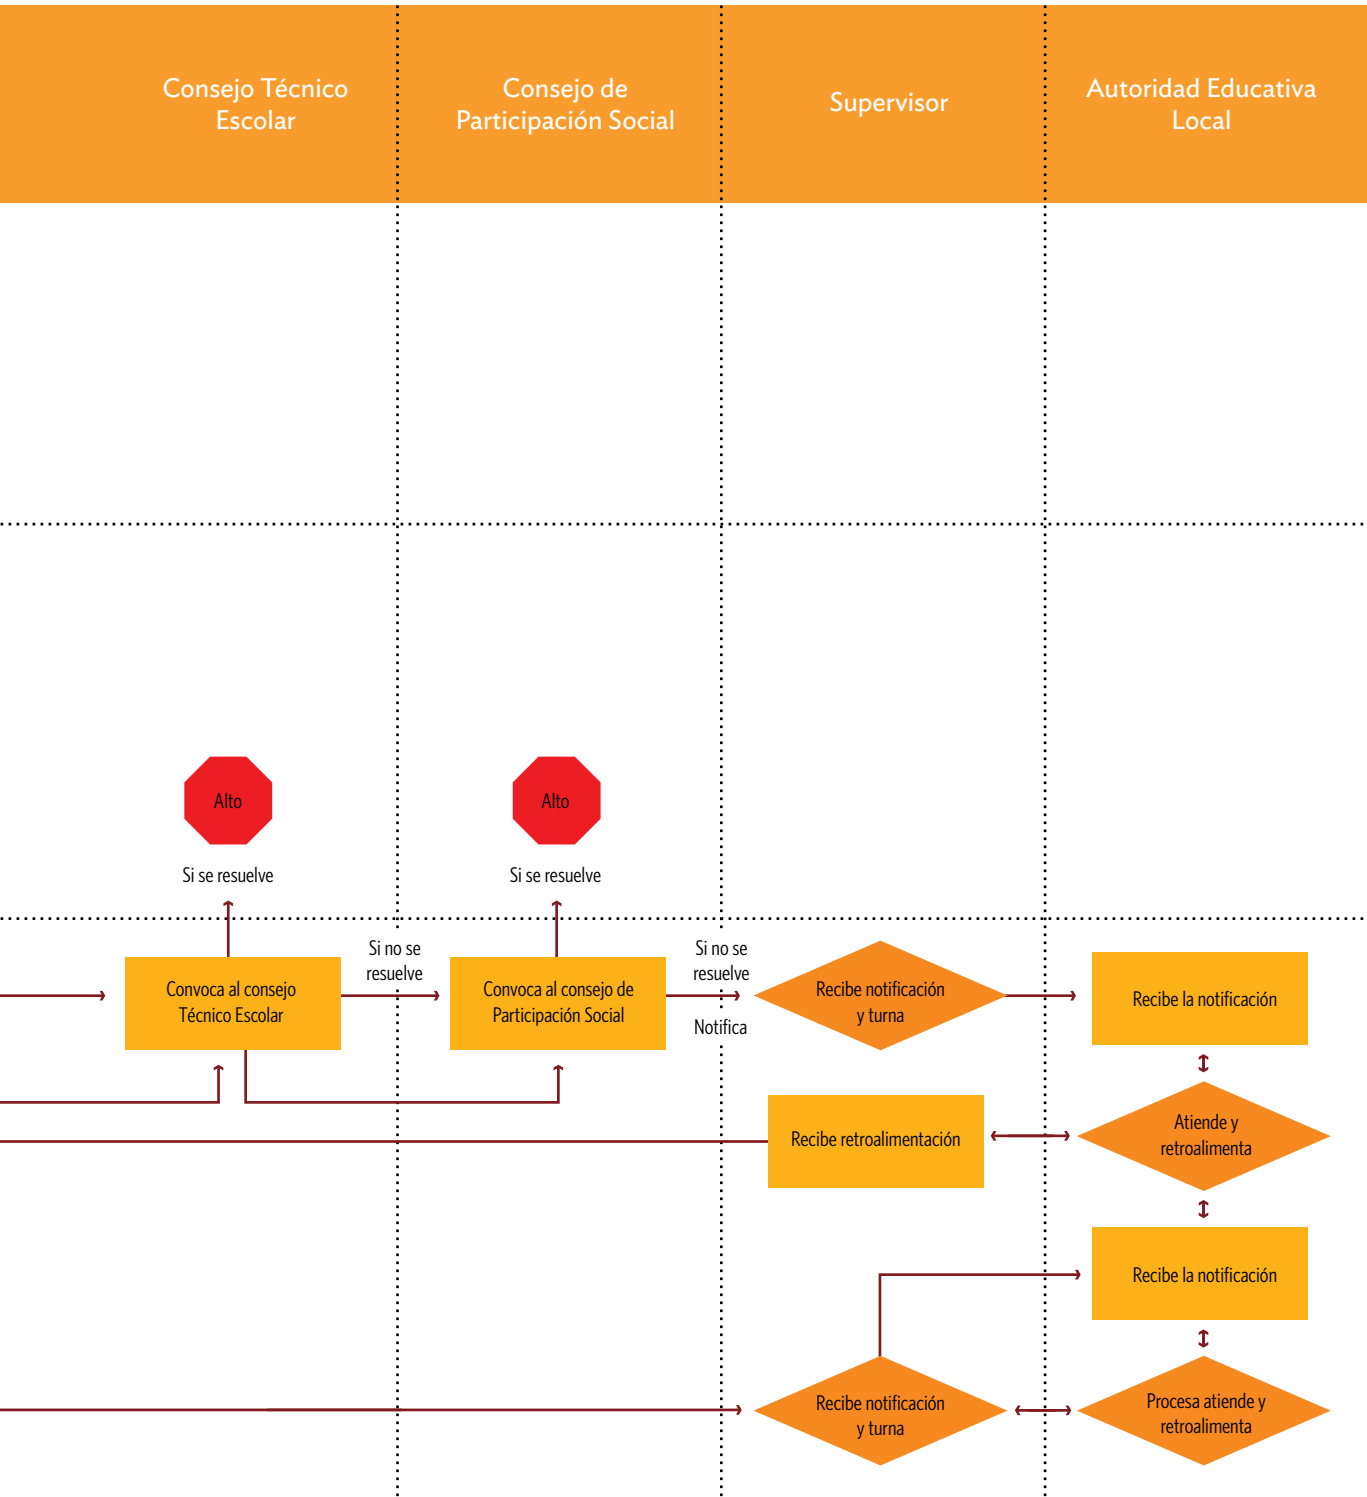 Consejo Técnico
Escolar
Consejo de
Participación Social
Supervisor
Autoridad Educativa
Local
Alto
Alto
Si se resuelve
Si se resuelve
Si no se
resuelve
Si no se
resuelve
Notifica
Convoca al consejo
Técnico Escolar
Convoca al consejo de
Participación Social
Recibe notificación
y turna
Recibe la notificación
Recibe retroalimentación
Atiende y
retroalimenta
Recibe la notificación
Recibe notificación
y turna
Procesa atiende y
retroalimenta